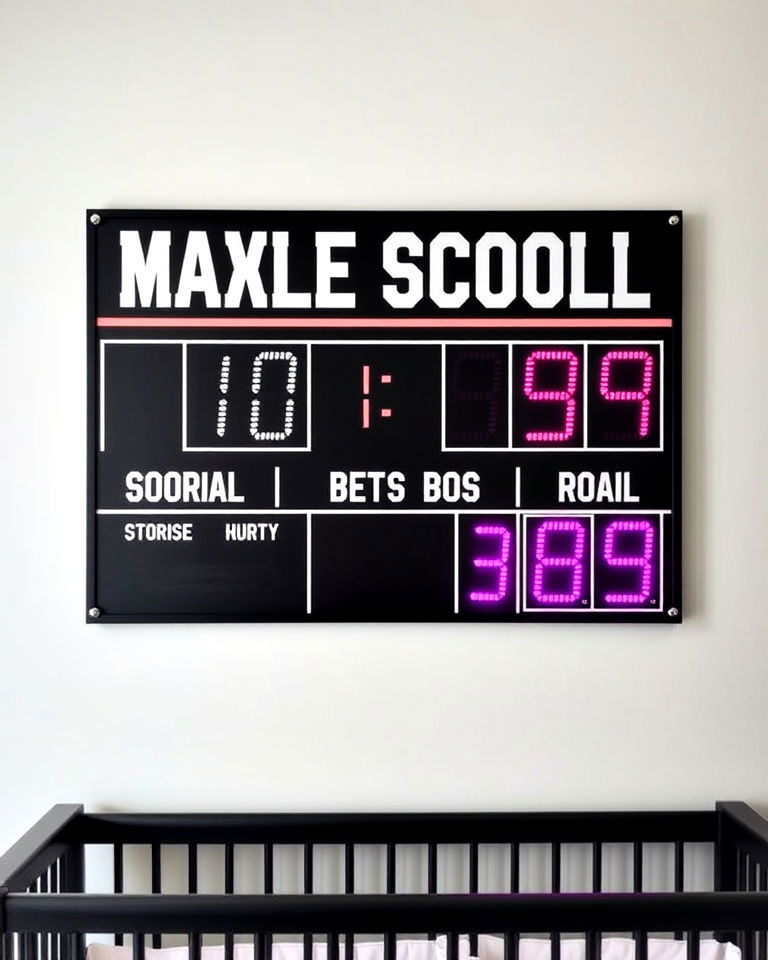 MAXLE SCOOLL
10 1: 99
SOORIAL | BETS BOS | ROAIL
STORISE HURTY
389